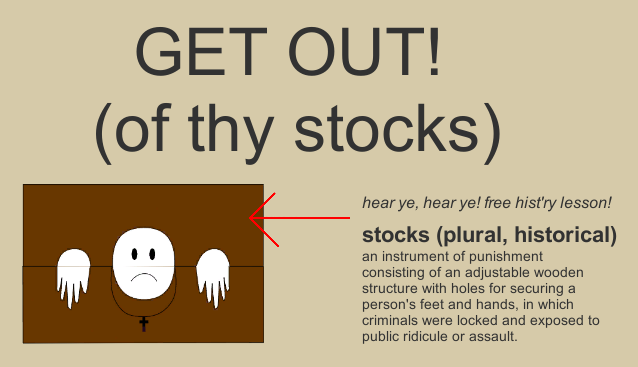 GET OUT!
(of thy stocks)
hear ye, hear ye! free hist'ry lesson!
stocks (plural, historical)
an instrument of punishment
consisting of an adjustable wooden
structure with holes for securing a
person's feet and hands, in which
criminals were locked and exposed to
public ridicule or assault.